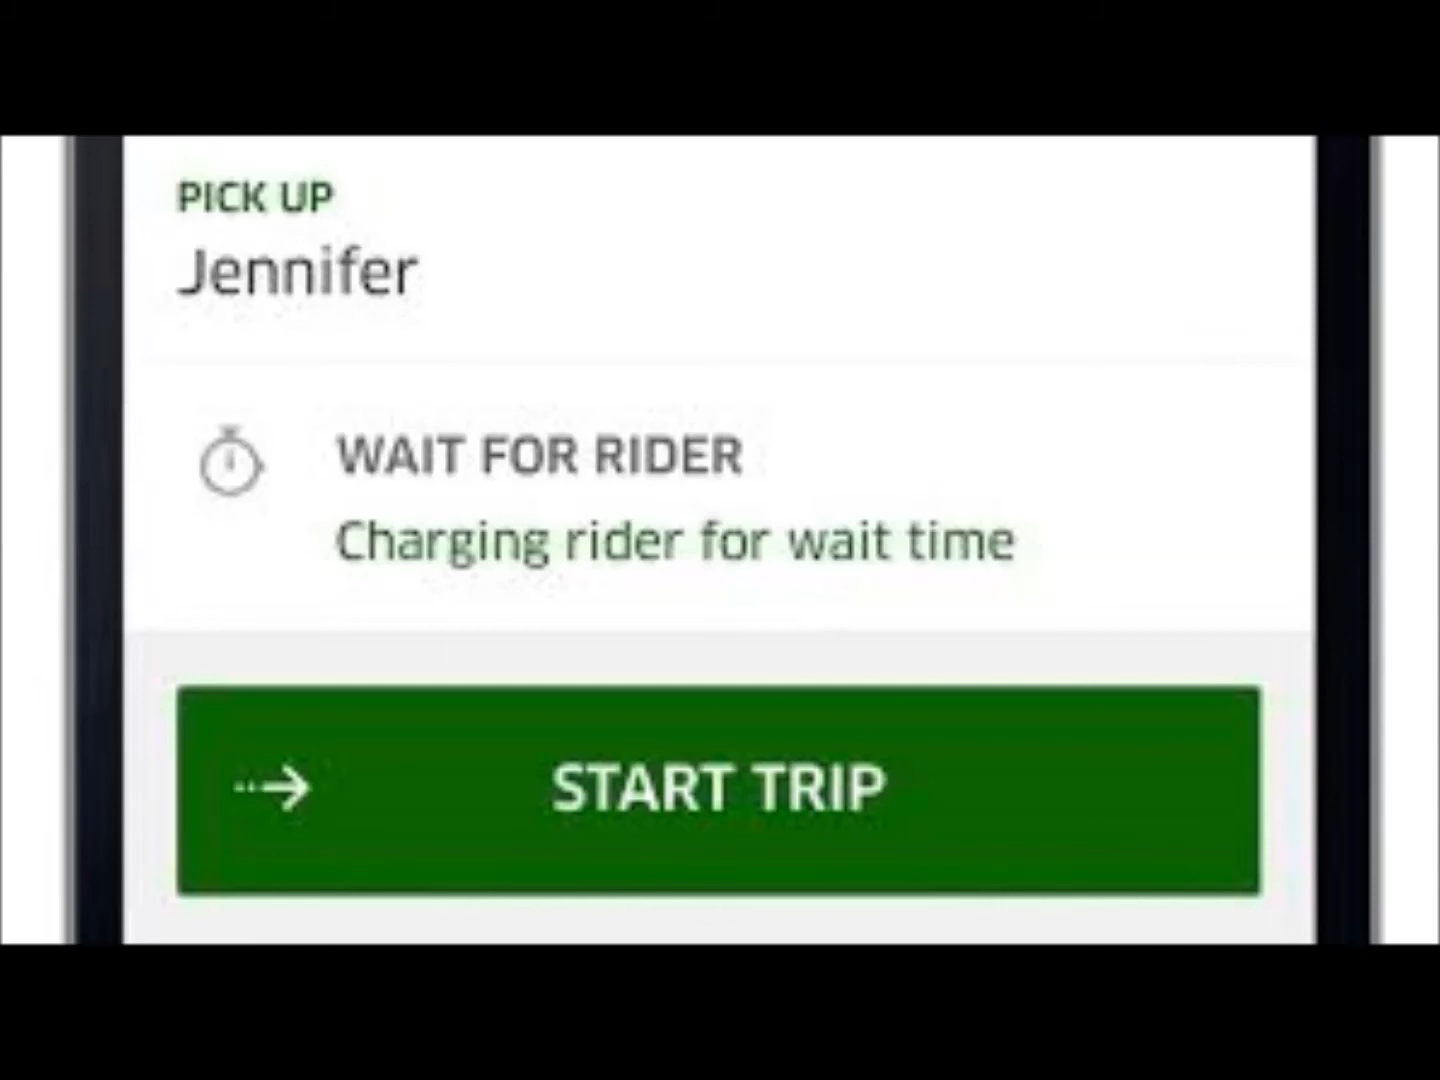 PICK UP
Jennifer
WAIT FOR RIDER
Charging rider for wait time
START TRIP